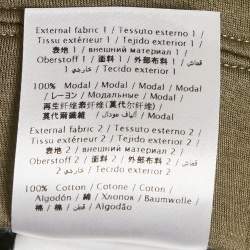 External fabric 1 / Tessuto esterno 1 /
Tissu extérieur 1 / Tejido exterior 1 /
表地 1 / внешний материал 1 /
Oberstoff 1 / 面料 1 / 外部布料 1 /
قماش خارجي 1 / Tecido exterior 1 /
100% Modal / Modal / Modal / Modal
/ レーヨン / Модальные / Modal /
再生纤维素纤维(莫代尔纤维)
莫代爾纖維 / ألياف مودال / Modal
External fabric 2 / Tessuto esterno 2 /
Tissu extérieur 2 / Tejido exterior 2 /
表地 2 / внешний материал 2 /
Oberstoff 2 / 面料 2 / 外部布料 2 /
قماش خارجي 2 / Tecido exterior 2 /
100% Cotton / Cotone / Coton /
Algodón / 綿 / Хлопок / Baumwolle /
棉 / 棉 / قطن / Algodão /